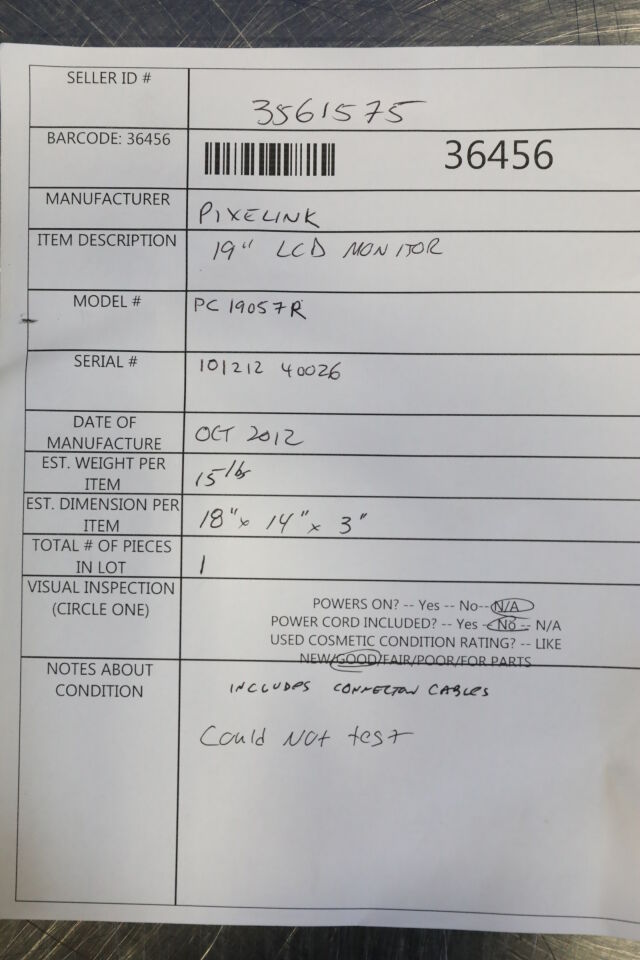 SELLER ID #
3561575
BARCODE: 36456
36456
MANUFACTURER
PIXELINK
ITEM DESCRIPTION
19" LCD MONITOR
MODEL #
PC 19057R
SERIAL #
101212 40026
DATE OF
MANUFACTURE
OCT 2012
EST. WEIGHT PER
ITEM
15 lbs
EST. DIMENSION PER
ITEM
18" x 14" x 3"
TOTAL # OF PIECES
IN LOT
1
VISUAL INSPECTION
(CIRCLE ONE)
POWERS ON? -- Yes -- No-- N/A
POWER CORD INCLUDED? -- Yes -- No -- N/A
USED COSMETIC CONDITION RATING? -- LIKE
NEW/GOOD/FAIR/POOR/FOR PARTS
NOTES ABOUT
CONDITION
INCLUDES CONNECTON CABLES
Could Not test